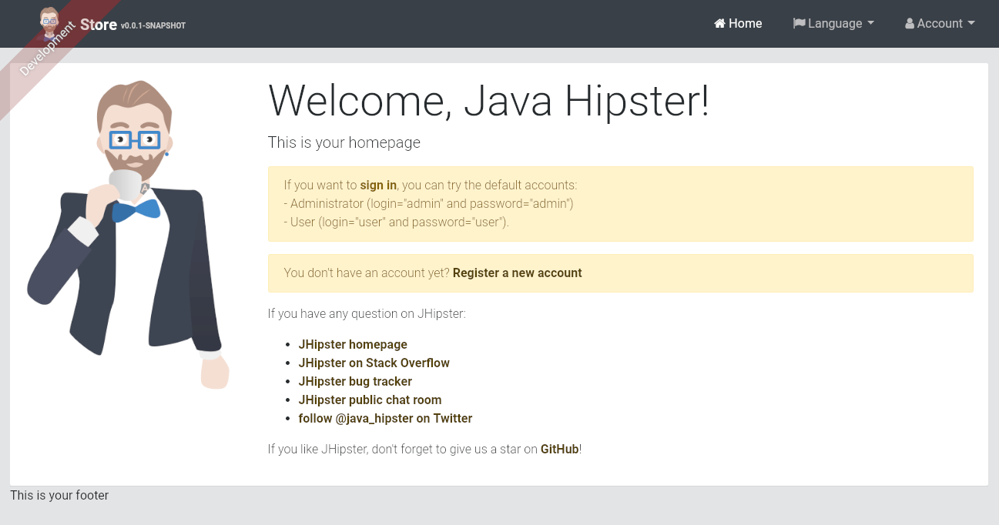 Development
Store v0.0.1-SNAPSHOT
Home
Language
Account
A
Welcome, Java Hipster!
This is your homepage
If you want to sign in, you can try the default accounts:
- Administrator (login="admin" and password="admin")
- User (login="user" and password="user").
You don't have an account yet? Register a new account
If you have any question on JHipster:
• JHipster homepage
• JHipster on Stack Overflow
• JHipster bug tracker
• JHipster public chat room
• follow @java_hipster on Twitter
If you like JHipster, don't forget to give us a star on GitHub!
This is your footer